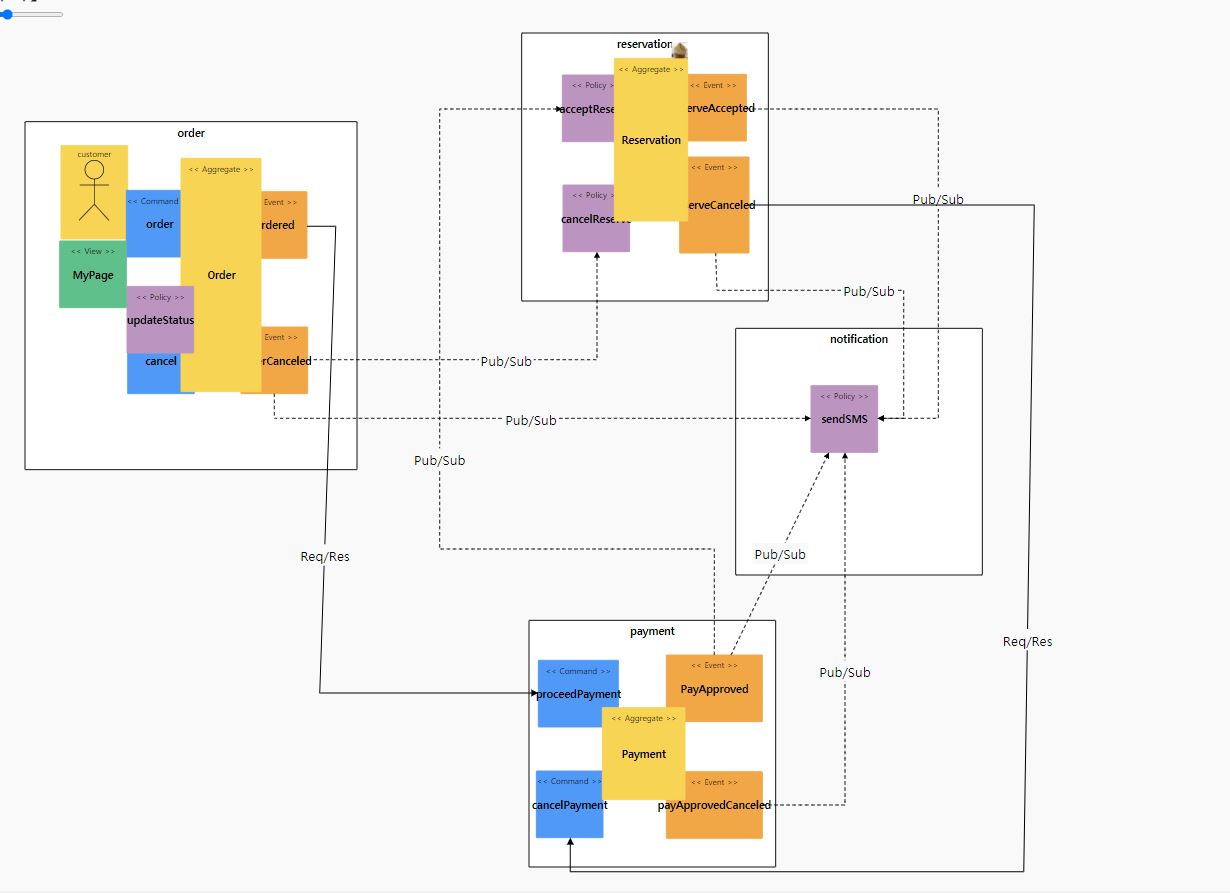 reservation
<< Aggregate >>
<< Policy >
<< Event >>
acceptRese
erveAccepted
Reservation
<< Event >>
<< Policy
cancelRese
erveCanceled
Pub/Sub
Pub/Sub
order
customer
<< Aggregate >>
<< Command
Event >>
order
rdered
<< View >>
MyPage
Order
<< Policy >>
updateStatus
Event >>
cancel
rCanceled
Pub/Sub
Pub/Sub
Pub/Sub
notification
<< Policy >>
sendSMS
Req/Res
Pub/Sub
Req/Res
Pub/Sub
payment
<< Command >>
<< Event >>
proceedPayment
PayApproved
<< Aggregate >>
Payment
<< Command >>
<< Event >>
cancelPayment
payApprovedCanceled